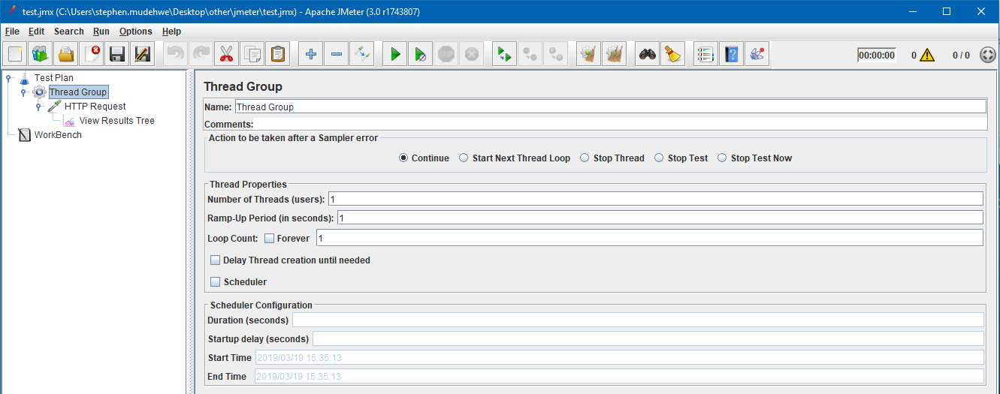 test.jmx (C:\Users\stephen.mudehwe\Desktop\other\jmeter\test.jmx) - Apache JMeter (3.0 r1743807)
File Edit Search Run Options Help
STOP 00:00:00 0 0 / 0
Test Plan
Thread Group
HTTP Request
View Results Tree
WorkBench
Thread Group
Name: Thread Group
Comments:
Action to be taken after a Sampler error
Continue Start Next Thread Loop Stop Thread Stop Test Stop Test Now
Thread Properties
Number of Threads (users): 1
Ramp-Up Period (in seconds): 1
Loop Count: Forever 1
Delay Thread creation until needed
Scheduler
Scheduler Configuration
Duration (seconds)
Startup delay (seconds)
Start Time 2019/03/19 15:35:13
End Time 2019/03/19 15:35:13